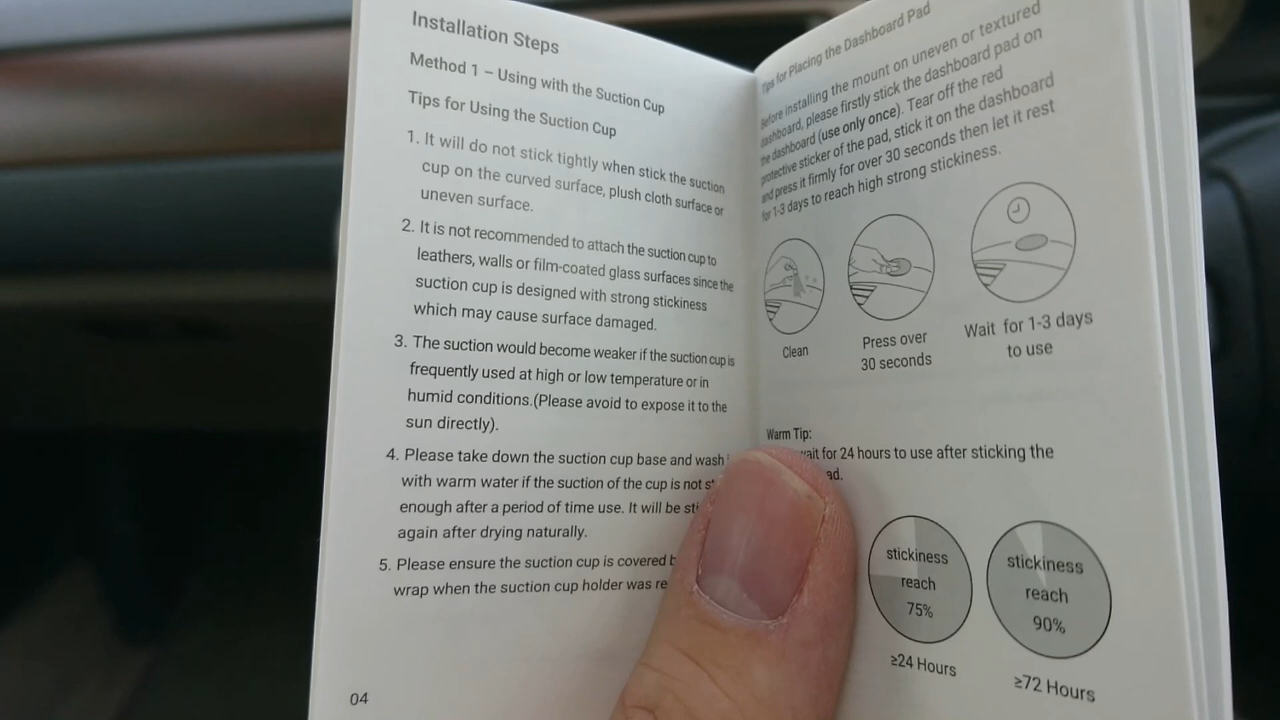 Installation Steps
Method 1 – Using with the Suction Cup
Tips for Using the Suction Cup
1. It will do not stick tightly when stick the suction
cup on the curved surface, plush cloth surface or
uneven surface.
2. It is not recommended to attach the suction cup to
leathers, walls or film-coated glass surfaces since the
suction cup is designed with strong stickiness
which may cause surface damaged.
3. The suction would become weaker if the suction cup is
frequently used at high or low temperature or in
humid conditions.(Please avoid to expose it to the
sun directly).
4. Please take down the suction cup base and wash
with warm water if the suction of the cup is not
enough after a period of time use. It will be
again after drying naturally.
5. Please ensure the suction cup is covered
wrap when the suction cup holder was
04
Tips for Placing the Dashboard Pad
Before installing the mount on uneven or textured
dashboard, please firstly stick the dashboard pad on
the dashboard (use only once). Tear off the red
protective sticker of the pad, stick it on the dashboard
and press it firmly for over 30 seconds then let it rest
for 1-3 days to reach high strong stickiness.
Clean
Press over
30 seconds
Wait for 1-3 days
to use
Warm Tip:
for 24 hours to use after sticking the
stickiness
reach
75%
≥24 Hours
stickiness
reach
90%
≥72 Hours